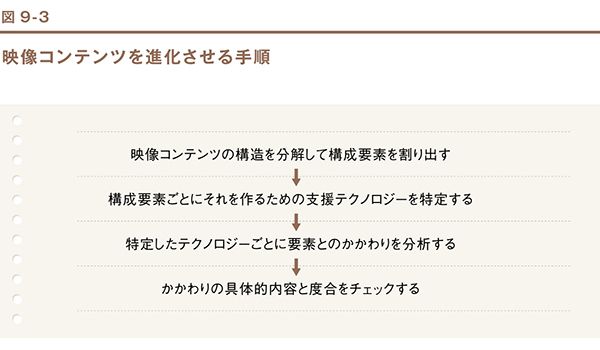 図 9-3
映像コンテンツを進化させる手順
映像コンテンツの構造を分解して構成要素を割り出す
構成要素ごとにそれを作るための支援テクノロジーを特定する
特定したテクノロジーごとに要素とのかかわりを分析する
かかわりの具体的内容と度合をチェックする